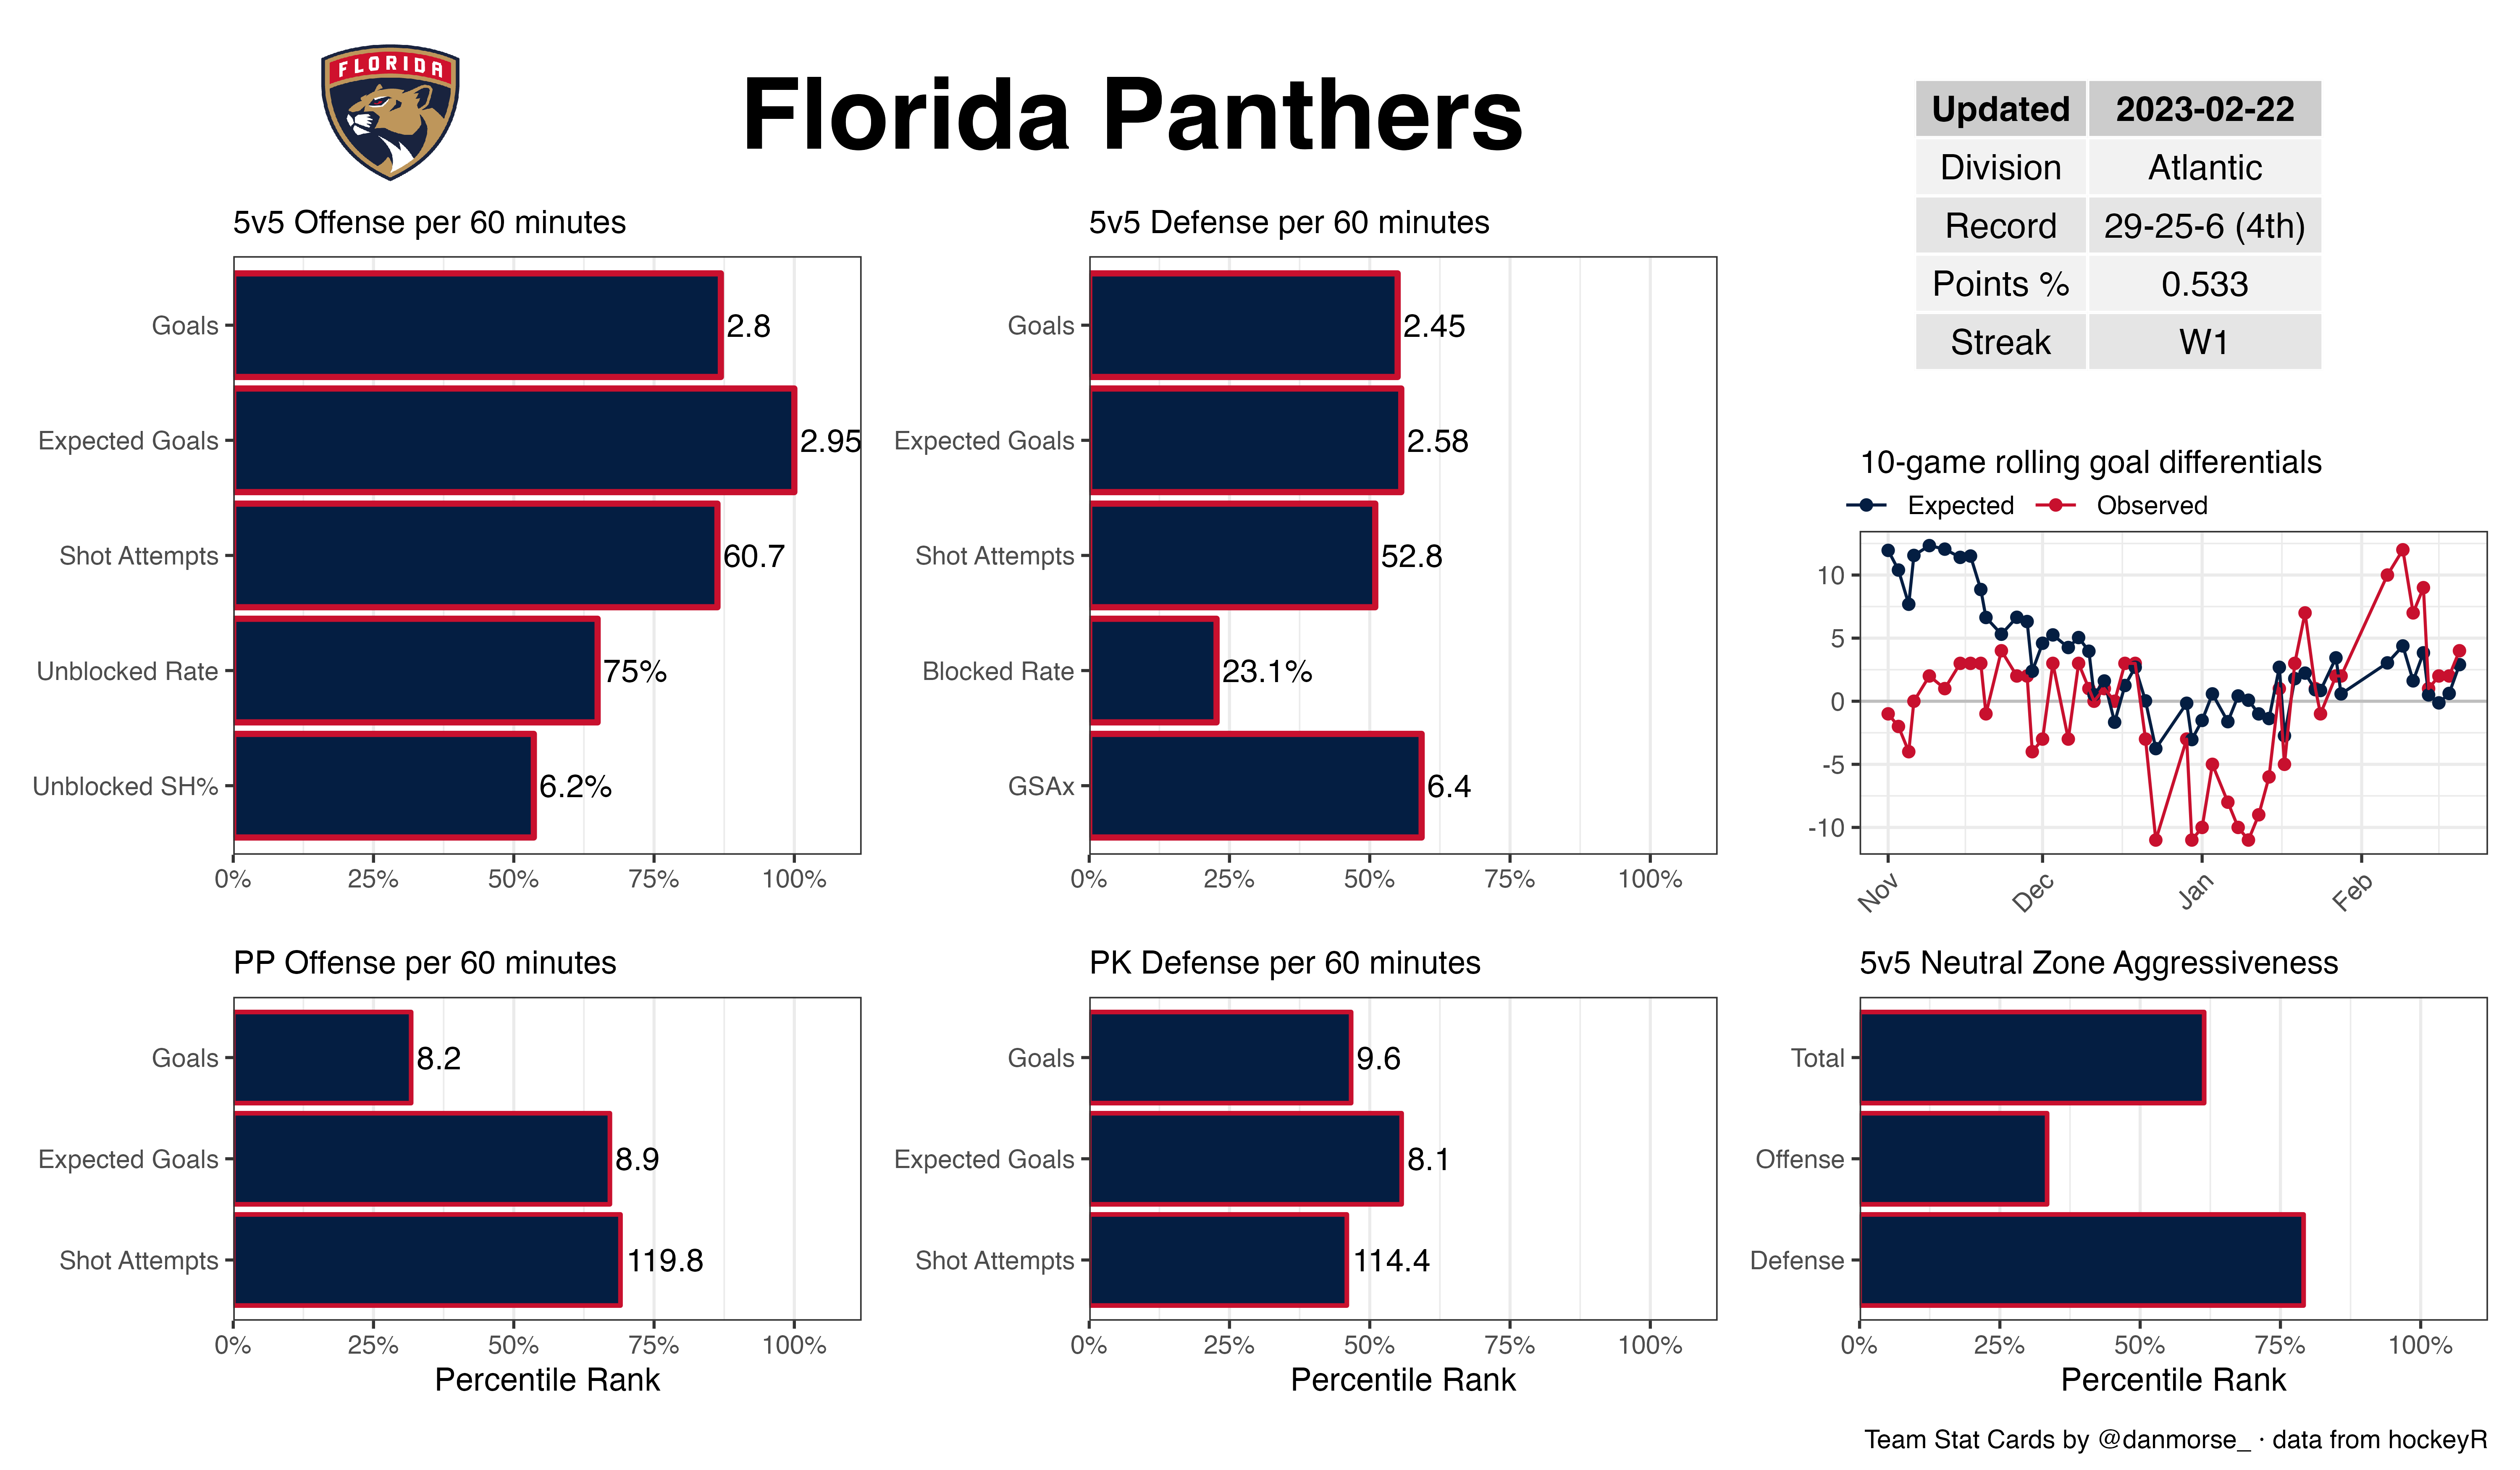 FLORIDA
Florida Panthers
Updated 2023-02-22
Division Atlantic
Record 29-25-6 (4th)
Points % 0.533
Streak W1
5v5 Offense per 60 minutes
Goals 2.8
Expected Goals 2.95
Shot Attempts 60.7
Unblocked Rate 75%
Unblocked SH% 6.2%
0% 25% 50% 75% 100%
5v5 Defense per 60 minutes
Goals 2.45
Expected Goals 2.58
Shot Attempts 52.8
Blocked Rate 23.1%
GSAx 6.4
0% 25% 50% 75% 100%
10-game rolling goal differentials
Expected Observed
10
5
0
-5
-10
Nov Dec Jan Feb
PP Offense per 60 minutes
Goals 8.2
Expected Goals 8.9
Shot Attempts 119.8
0% 25% 50% 75% 100%
Percentile Rank
PK Defense per 60 minutes
Goals 9.6
Expected Goals 8.1
Shot Attempts 114.4
0% 25% 50% 75% 100%
Percentile Rank
5v5 Neutral Zone Aggressiveness
Total
Offense
Defense
0% 25% 50% 75% 100%
Percentile Rank
Team Stat Cards by @danmorse_ · data from hockeyR